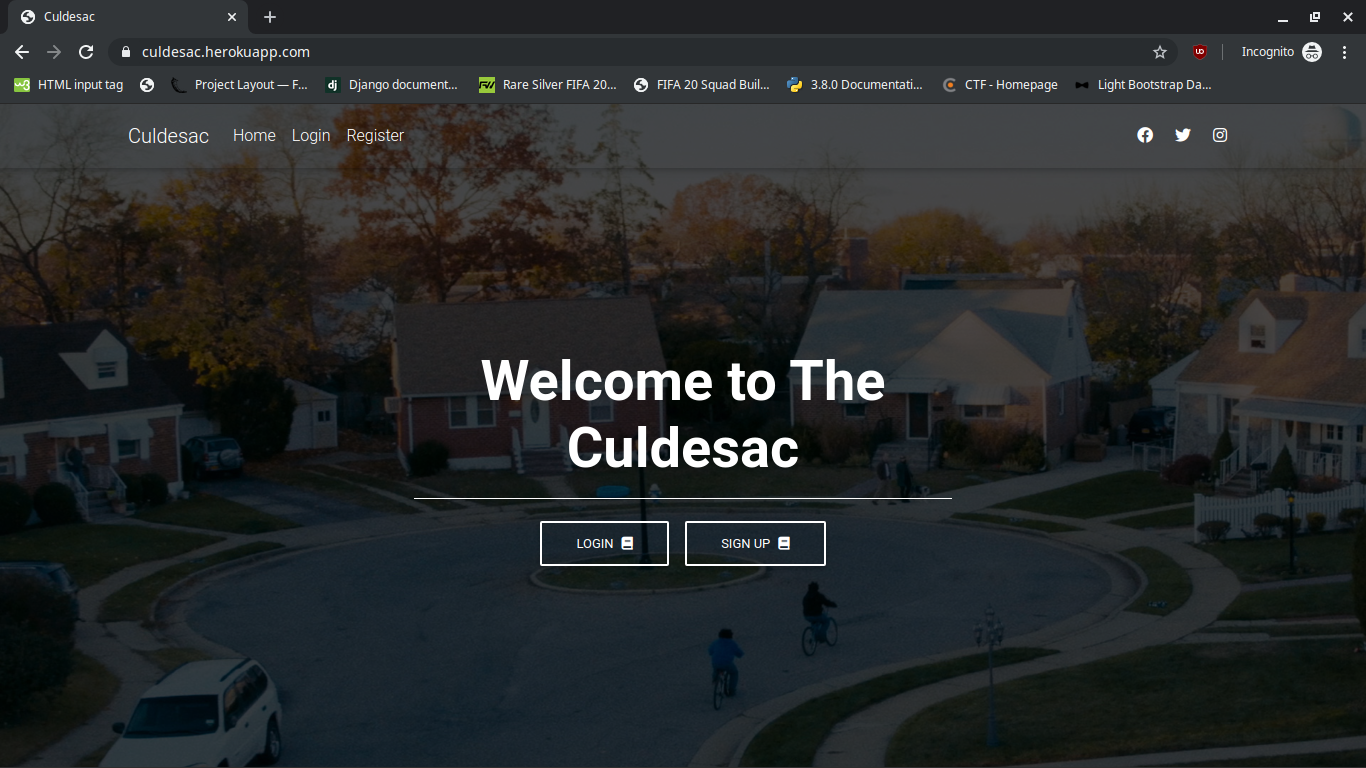 Culdesac
culdesac.herokuapp.com
Incognito
HTML input tag
Project Layout — F...
Django document...
Rare Silver FIFA 20...
FIFA 20 Squad Buil...
3.8.0 Documentati...
CTF - Homepage
Light Bootstrap Da...
Culdesac Home Login Register
Welcome to The
Culdesac
LOGIN
SIGN UP